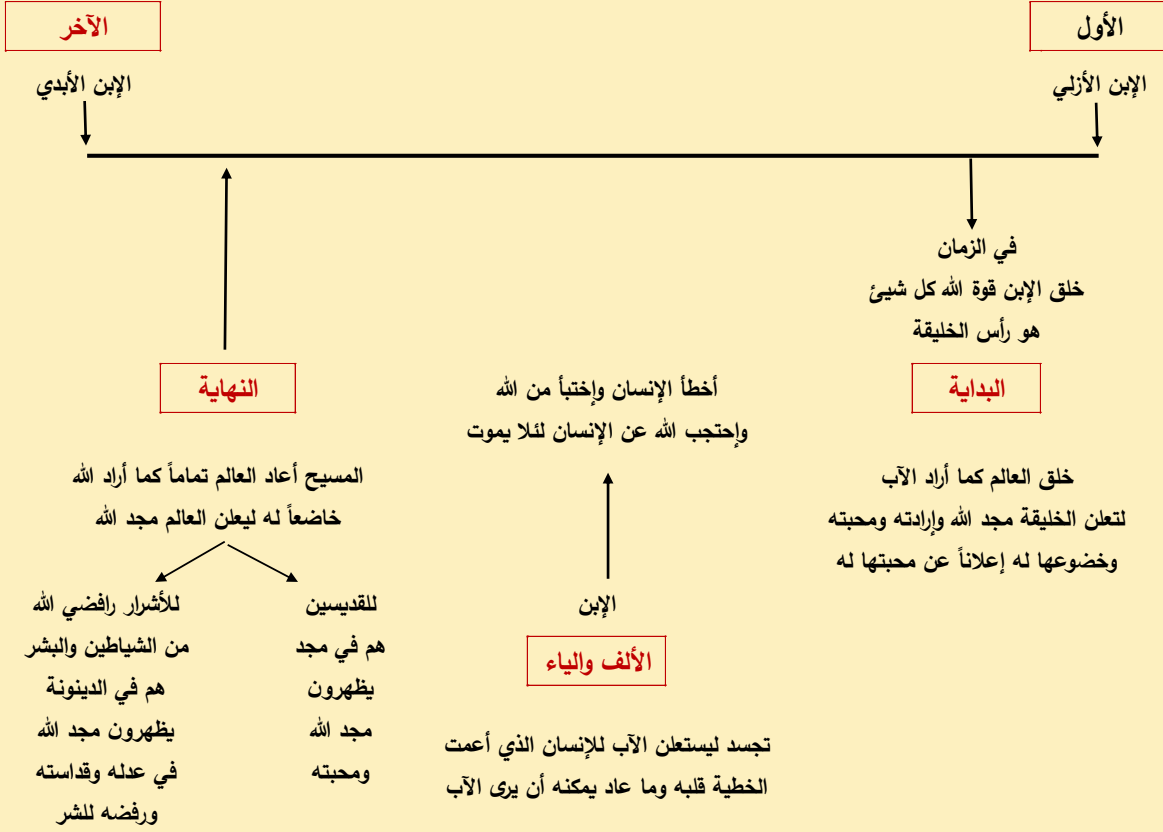 الأول
الإبن الأزلي
الآخر
الإبن الأبدي
في الزمان
خلق الإبن قوة الله كل شيئ
هو رأس الخليقة
البداية
خلق العالم كما أراد الآب
لتعلن الخليقة مجد الله وإرادته ومحبته
وخضوعها له إعلاناً عن محبتها له
أخطأ الإنسان وإختبأ من الله
وإحتجب الله عن الإنسان لئلا يموت
الإبن
الألف والياء
تجسد ليستعلن الآب للإنسان الذي أعمت
الخطية قلبه وما عاد يمكنه أن يرى الآب
النهاية
المسيح أعاد العالم تماماً كما أراد الله
خاضعاً له ليعلن العالم مجد الله
للقديسين
هم في مجد
يظهرون
مجد الله
ومحبته
للأشرار رافضي الله
من الشياطين والبشر
هم في الدينونة
يظهرون مجد الله
في عدله وقداسته
ورفضه للشر